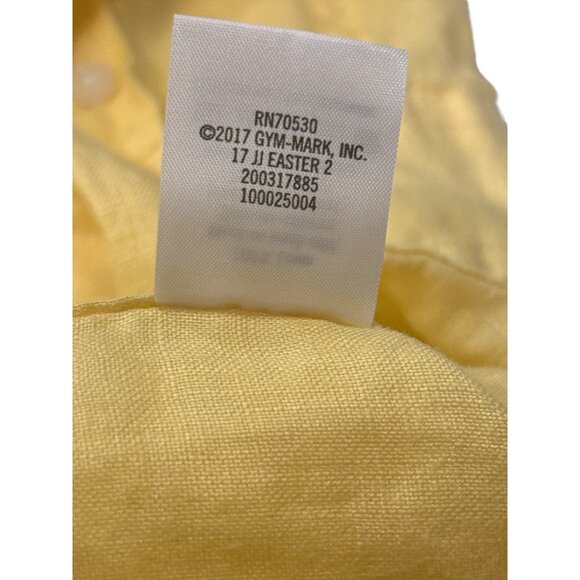 RN70530
©2017 GYM-MARK, INC.
17 JJ EASTER 2
200317885
100025004